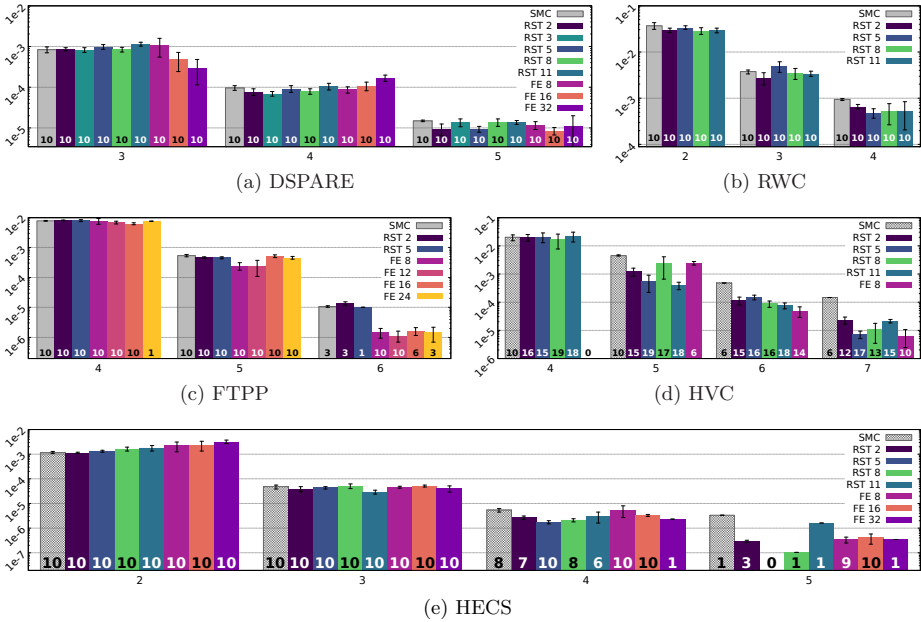 1e-3
1e-4
1e-5
SMC
RST 2
RST 3
RST 5
RST 8
RST 11
FE 8
FE 16
FE 32
10 10 10 10 10 10 10 10 10
10 10 10 10 10 10 10 10 10
10 10 10 10 10 10 10 10 10
3 4 5
(a) DSPARE
1e-1
1e-2
1e-3
1e-4
SMC
RST 2
RST 5
RST 8
RST 11
10 10 10 10 10
10 10 10 10 10
10 10 10 10 10
2 3 4
(b) RWC
1e-2
1e-3
1e-4
1e-5
1e-6
SMC
RST 2
RST 5
FE 8
FE 12
FE 16
FE 24
10 10 10 10 10 10 1
10 10 10 10 10 10 10
3 3 1 10 10 6 3
4 5 6
(c) FTPP
1e-1
1e-2
1e-3
1e-4
1e-5
1e-6
SMC
RST 2
RST 5
RST 8
RST 11
FE 8
10 16 15 19 18 0
10 15 19 17 18 6
6 15 16 16 18 14
6 12 17 13 15 10
4 5 6 7
(d) HVC
1e-2
1e-3
1e-4
1e-5
1e-6
1e-7
SMC
RST 2
RST 5
RST 8
RST 11
FE 8
FE 16
FE 32
10 10 10 10 10 10 10 10
10 10 10 10 10 10 10 10
8 7 10 8 6 10 10 1
1 3 0 1 1 9 10 1
2 3 4 5
(e) HECS